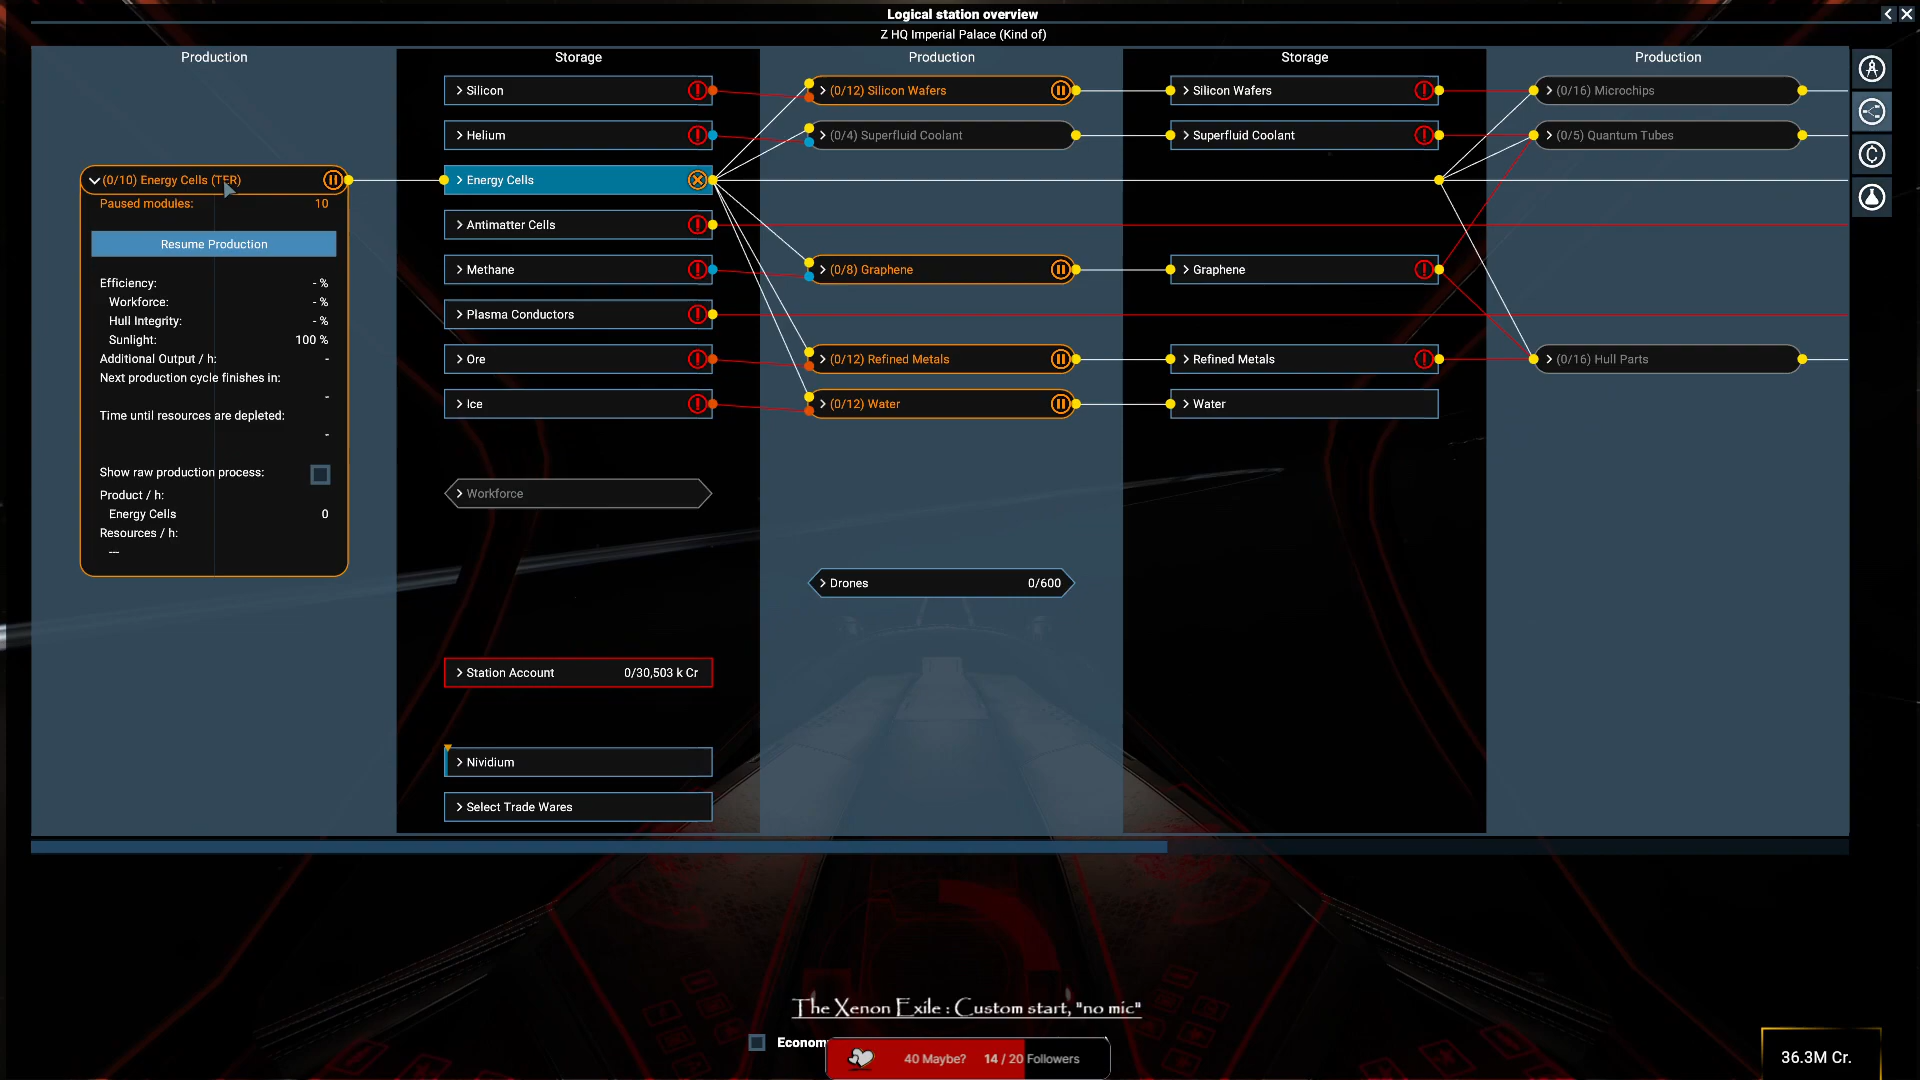 Logical station overview
Z HQ Imperial Palace (Kind of)
Production
Storage
Production
Storage
Production
Silicon
(0/12) Silicon Wafers
Silicon Wafers
(0/16) Microchips
Helium
(0/4) Superfluid Coolant
Superfluid Coolant
(0/5) Quantum Tubes
(0/10) Energy Cells (TER)
Energy Cells
Paused modules: 10
Antimatter Cells
Resume Production
Methane
(0/8) Graphene
Graphene
Efficiency: - %
Workforce: - %
Hull Integrity: - %
Plasma Conductors
Sunlight: 100 %
Additional Output / h: -
Ore
(0/12) Refined Metals
Refined Metals
(0/16) Hull Parts
Next production cycle finishes in:
-
Ice
(0/12) Water
Water
Time until resources are depleted:
-
Show raw production process:
Product / h:
Workforce
Energy Cells 0
Resources / h:
---
Drones 0/600
Station Account 0/30,503 k Cr
Nividium
Select Trade Wares
The Xenon Exile : Custom start, "no mic"
40 Maybe? 14 / 20 Followers
36.3M Cr.